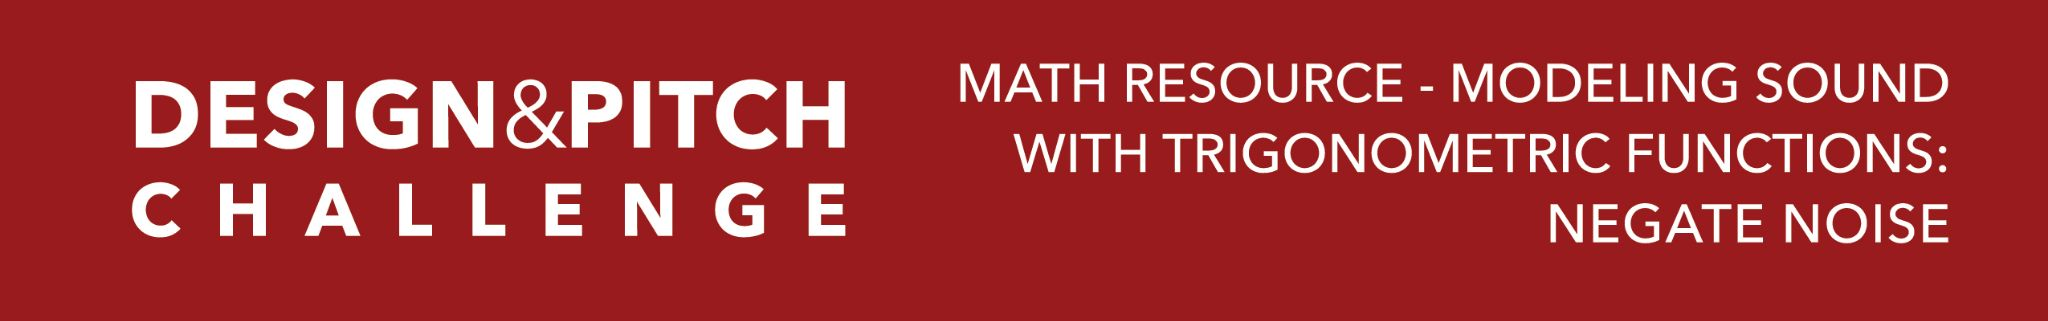 DESIGN&PITCH
CHALLENGE
MATH RESOURCE - MODELING SOUND
WITH TRIGONOMETRIC FUNCTIONS:
NEGATE NOISE